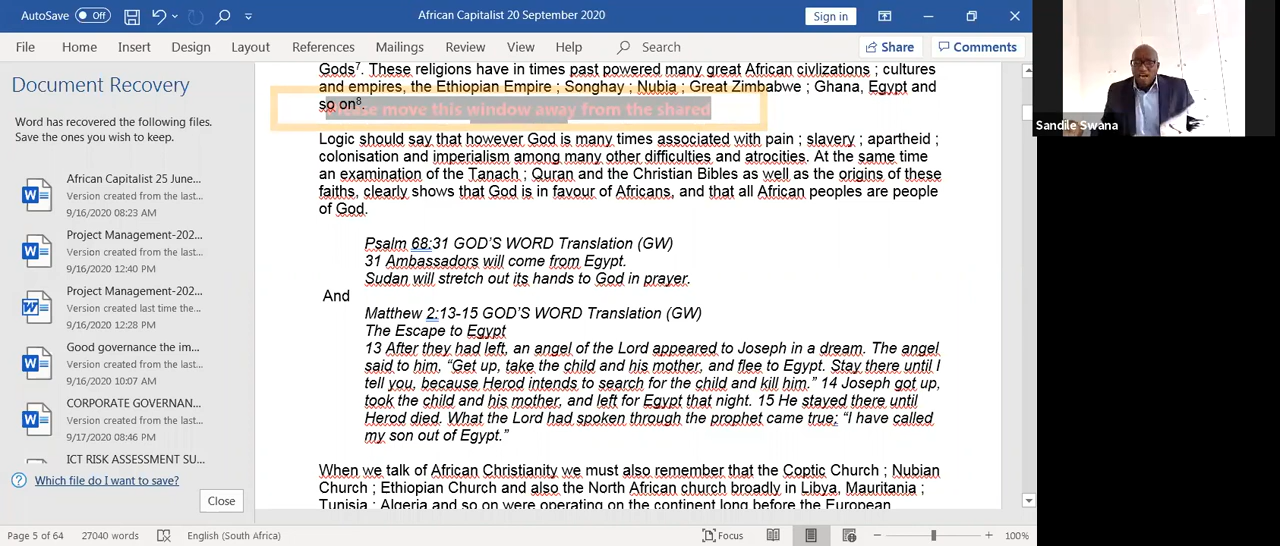 AutoSave Off
African Capitalist 20 September 2020
Sign in
File Home Insert Design Layout References Mailings Review View Help Search
Share Comments
Document Recovery
Word has recovered the following files.
Save the ones you wish to keep.
African Capitalist 25 June...
Version created from the last...
9/16/2020 08:23 AM
Project Management-202...
Version created from the last...
9/16/2020 12:40 PM
Project Management-202...
Version created last time the...
9/16/2020 12:28 PM
Good governance the im...
Version created from the last...
9/16/2020 10:07 AM
CORPORATE GOVERNAN...
Version created from the last...
9/17/2020 08:46 PM
ICT RISK ASSESSMENT SU...
Which file do I want to save?
Close
Gods⁷. These religions have in times past powered many great African civilizations ; cultures
and empires, the Ethiopian Empire ; Songhay ; Nubia ; Great Zimbabwe ; Ghana, Egypt and
so on⁸.
Please move this window away from the shared
Logic should say that however God is many times associated with pain ; slavery ; apartheid ;
colonisation and imperialism among many other difficulties and atrocities. At the same time
an examination of the Tanach ; Quran and the Christian Bibles as well as the origins of these
faiths, clearly shows that God is in favour of Africans, and that all African peoples are people
of God.
Psalm 68:31 GOD'S WORD Translation (GW)
31 Ambassadors will come from Egypt.
Sudan will stretch out its hands to God in prayer.
And
Matthew 2:13-15 GOD'S WORD Translation (GW)
The Escape to Egypt
13 After they had left, an angel of the Lord appeared to Joseph in a dream. The angel
said to him, “Get up, take the child and his mother, and flee to Egypt. Stay there until I
tell you, because Herod intends to search for the child and kill him.” 14 Joseph got up,
took the child and his mother, and left for Egypt that night. 15 He stayed there until
Herod died. What the Lord had spoken through the prophet came true: “I have called
my son out of Egypt.”
When we talk of African Christianity we must also remember that the Coptic Church ; Nubian
Church ; Ethiopian Church and also the North African church broadly in Libya, Mauritania ;
Tunisia ; Algeria and so on were operating on the continent long before the European
Page 5 of 64 27040 words English (South Africa) Focus 100%
Sandile Swana